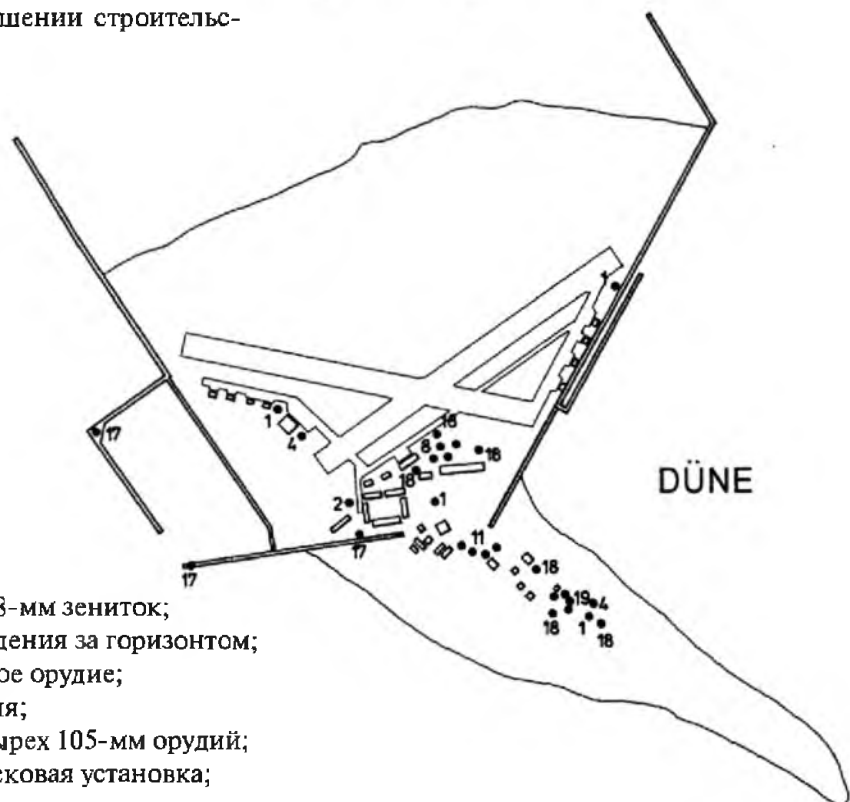 шении строительс-
1
1
17
4
8
18
18
DÜNE
2
1
17
11
17
18
19
4
18
1
18
8-мм зениток;
дения за горизонтом;
ое орудие;
ия;
ырех 105-мм орудий;
сковая установка;